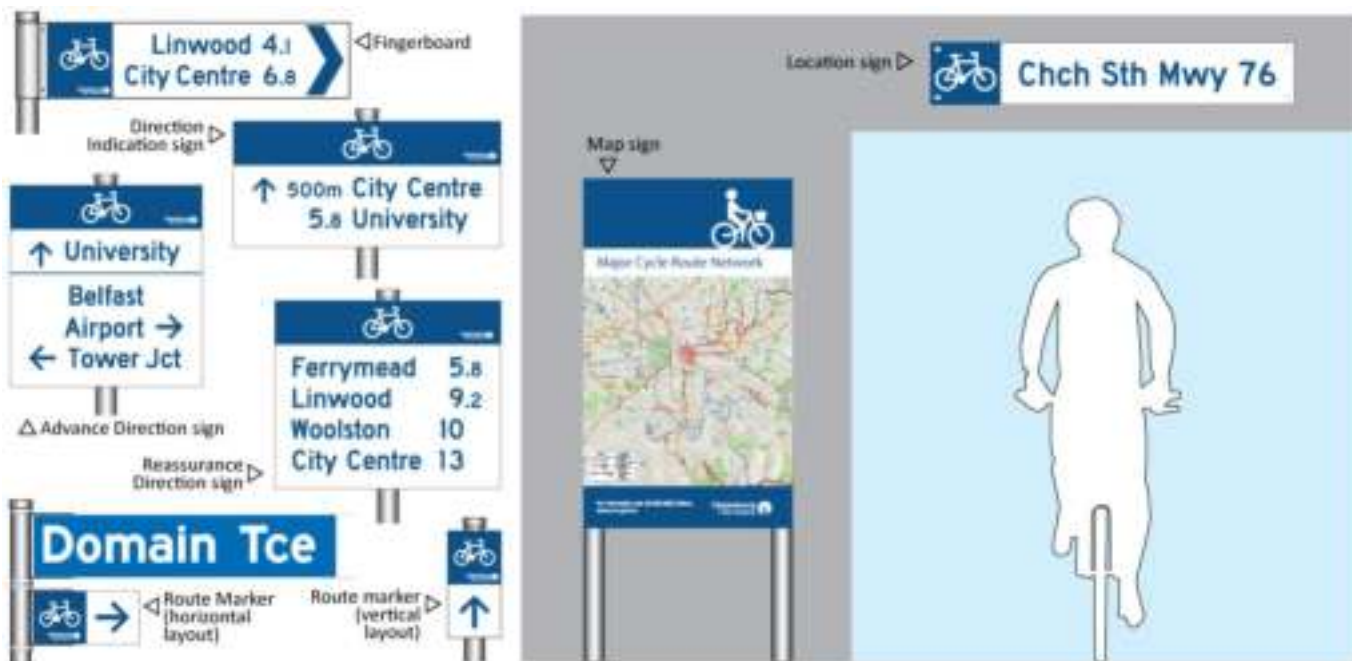 Linwood 4.1
City Centre 6.8
Fingerboard
Direction
Indication sign
500m City Centre
5.8 University
University
Belfast
Airport
Tower Jct
Advance Direction sign
Ferrymead 5.8
Linwood 9.2
Woolston 10
City Centre 13
Reassurance
Direction sign
Domain Tce
Route Marker
(horizontal
layout)
Route marker
(vertical
layout)
Location sign
Chch Sth Mwy 76
Map sign
Major Cycle Route Network